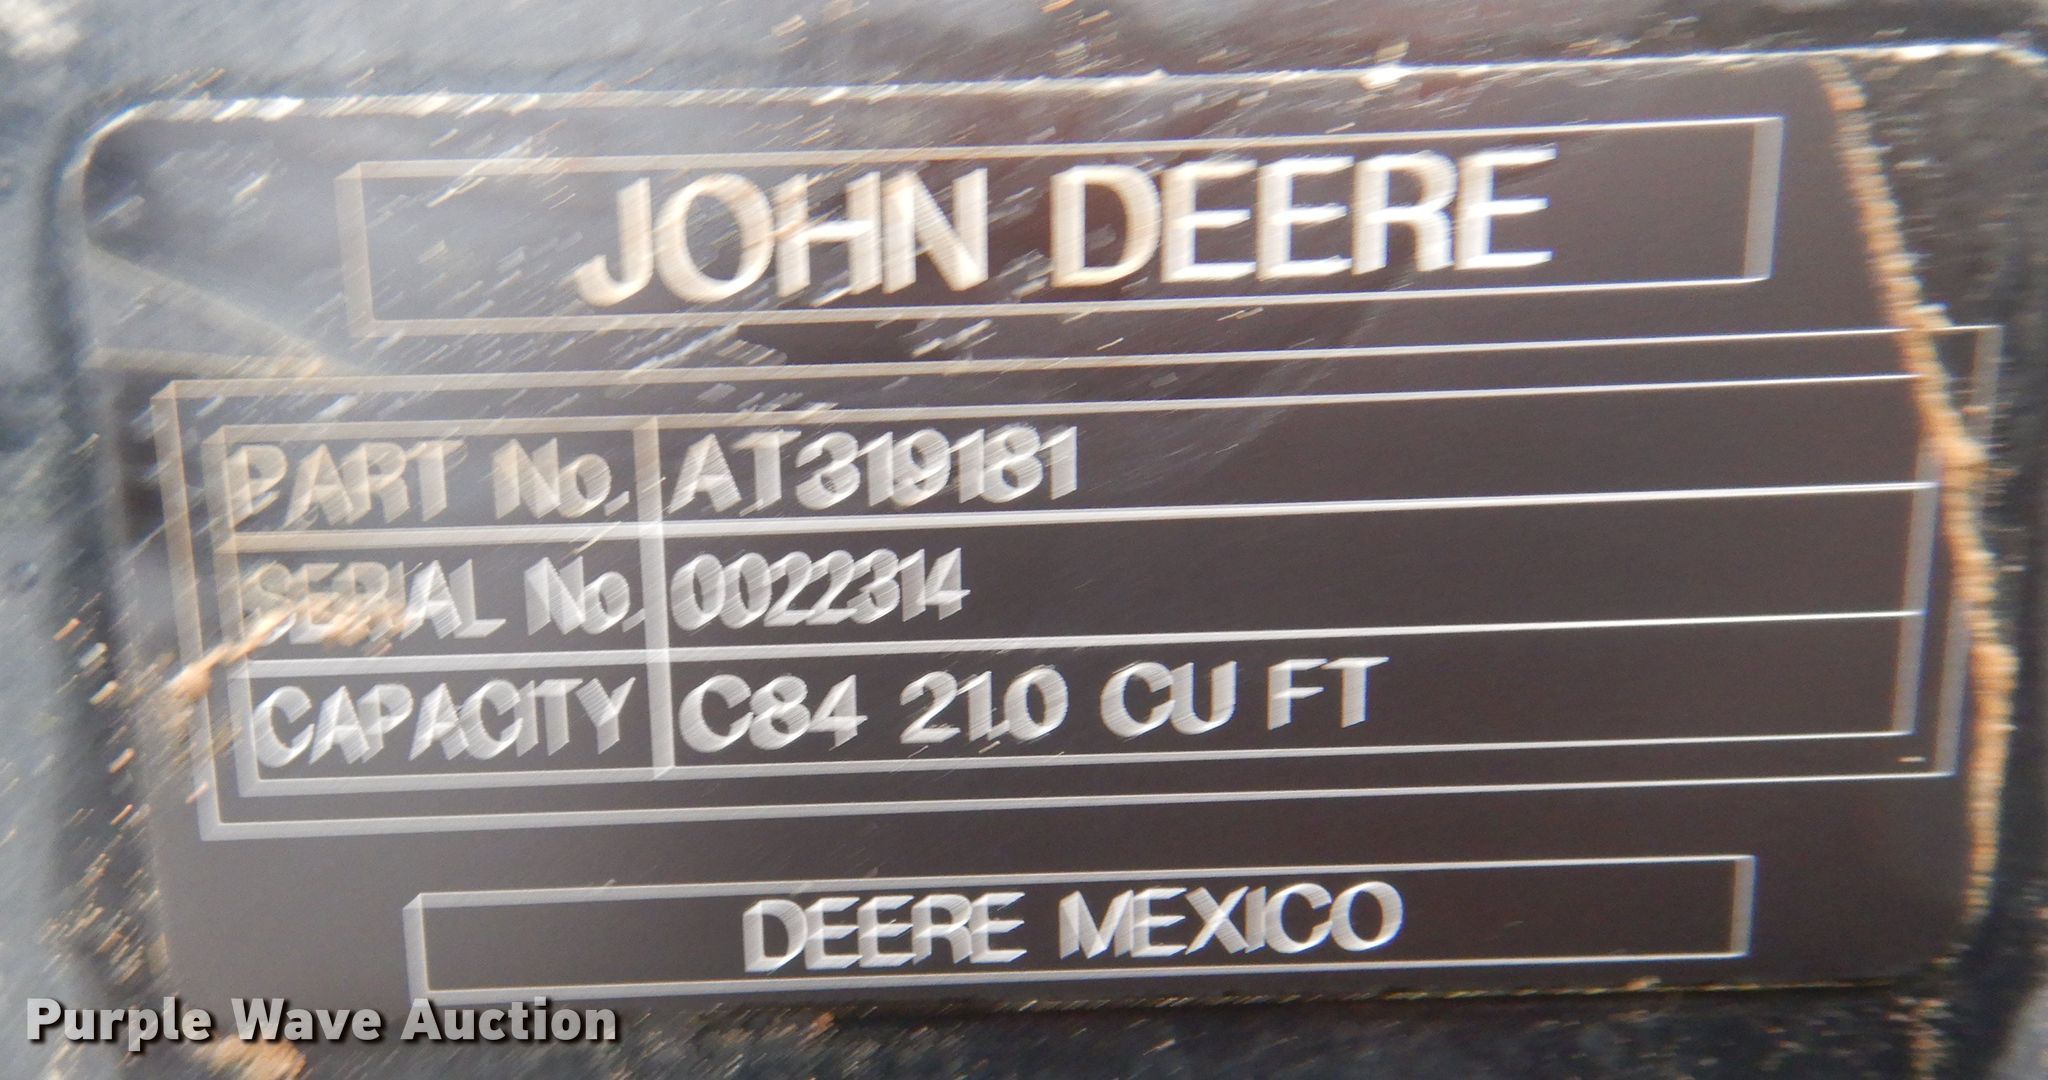 JOHN DEERE
PART No. AT319181
SERIAL No. 0022314
CAPACITY C84 21.0 CU FT
DEERE MEXICO
Purple Wave Auction